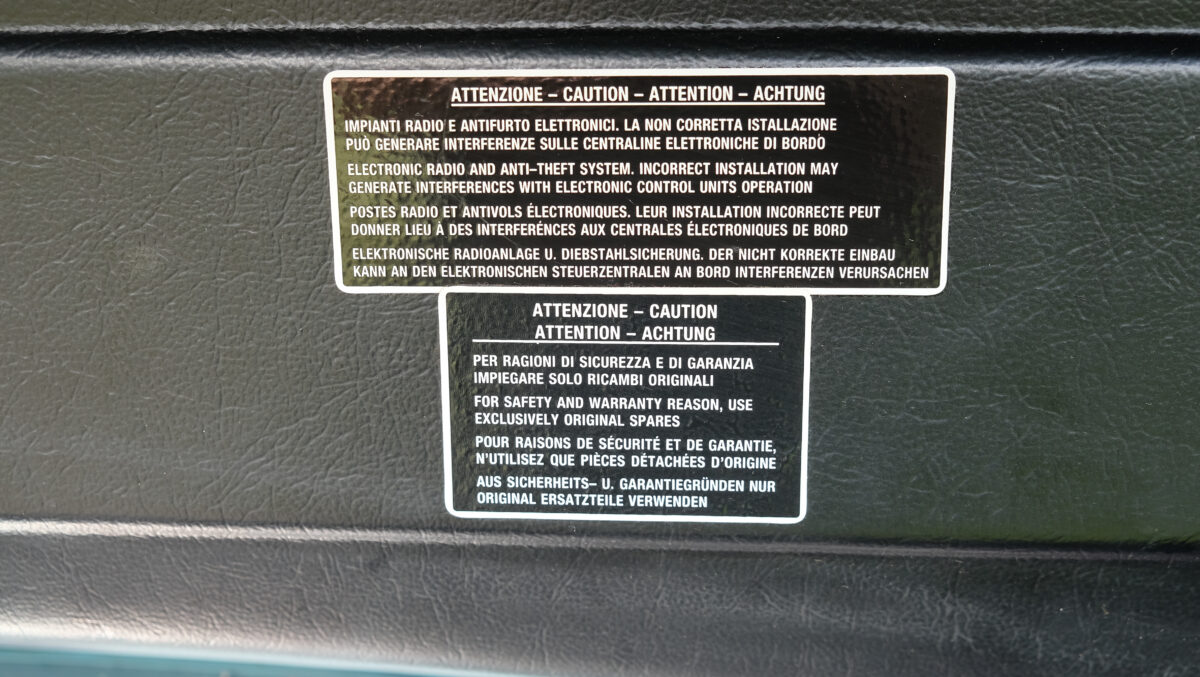 ATTENZIONE – CAUTION – ATTENTION – ACHTUNG
IMPIANTI RADIO E ANTIFURTO ELETTRONICI. LA NON CORRETTA ISTALLAZIONE
PUÒ GENERARE INTERFERENZE SULLE CENTRALINE ELETTRONICHE DI BORDO
ELECTRONIC RADIO AND ANTI–THEFT SYSTEM. INCORRECT INSTALLATION MAY
GENERATE INTERFERENCES WITH ELECTRONIC CONTROL UNITS OPERATION
POSTES RADIO ET ANTIVOLS ÉLECTRONIQUES. LEUR INSTALLATION INCORRECTE PEUT
DONNER LIEU À DES INTERFÉRENCES AUX CENTRALES ÉLECTRONIQUES DE BORD
ELEKTRONISCHE RADIOANLAGE U. DIEBSTAHLSICHERUNG. DER NICHT KORREKTE EINBAU
KANN AN DEN ELEKTRONISCHEN STEUERZENTRALEN AN BORD INTERFERENZEN VERURSACHEN
ATTENZIONE – CAUTION
ATTENTION – ACHTUNG
PER RAGIONI DI SICUREZZA E DI GARANZIA
IMPIEGARE SOLO RICAMBI ORIGINALI
FOR SAFETY AND WARRANTY REASON, USE
EXCLUSIVELY ORIGINAL SPARES
POUR RAISONS DE SÉCURITÉ ET DE GARANTIE,
N'UTILISEZ QUE PIÈCES DÉTACHÉES D'ORIGINE
AUS SICHERHEITS– U. GARANTIEGRÜNDEN NUR
ORIGINAL ERSATZTEILE VERWENDEN